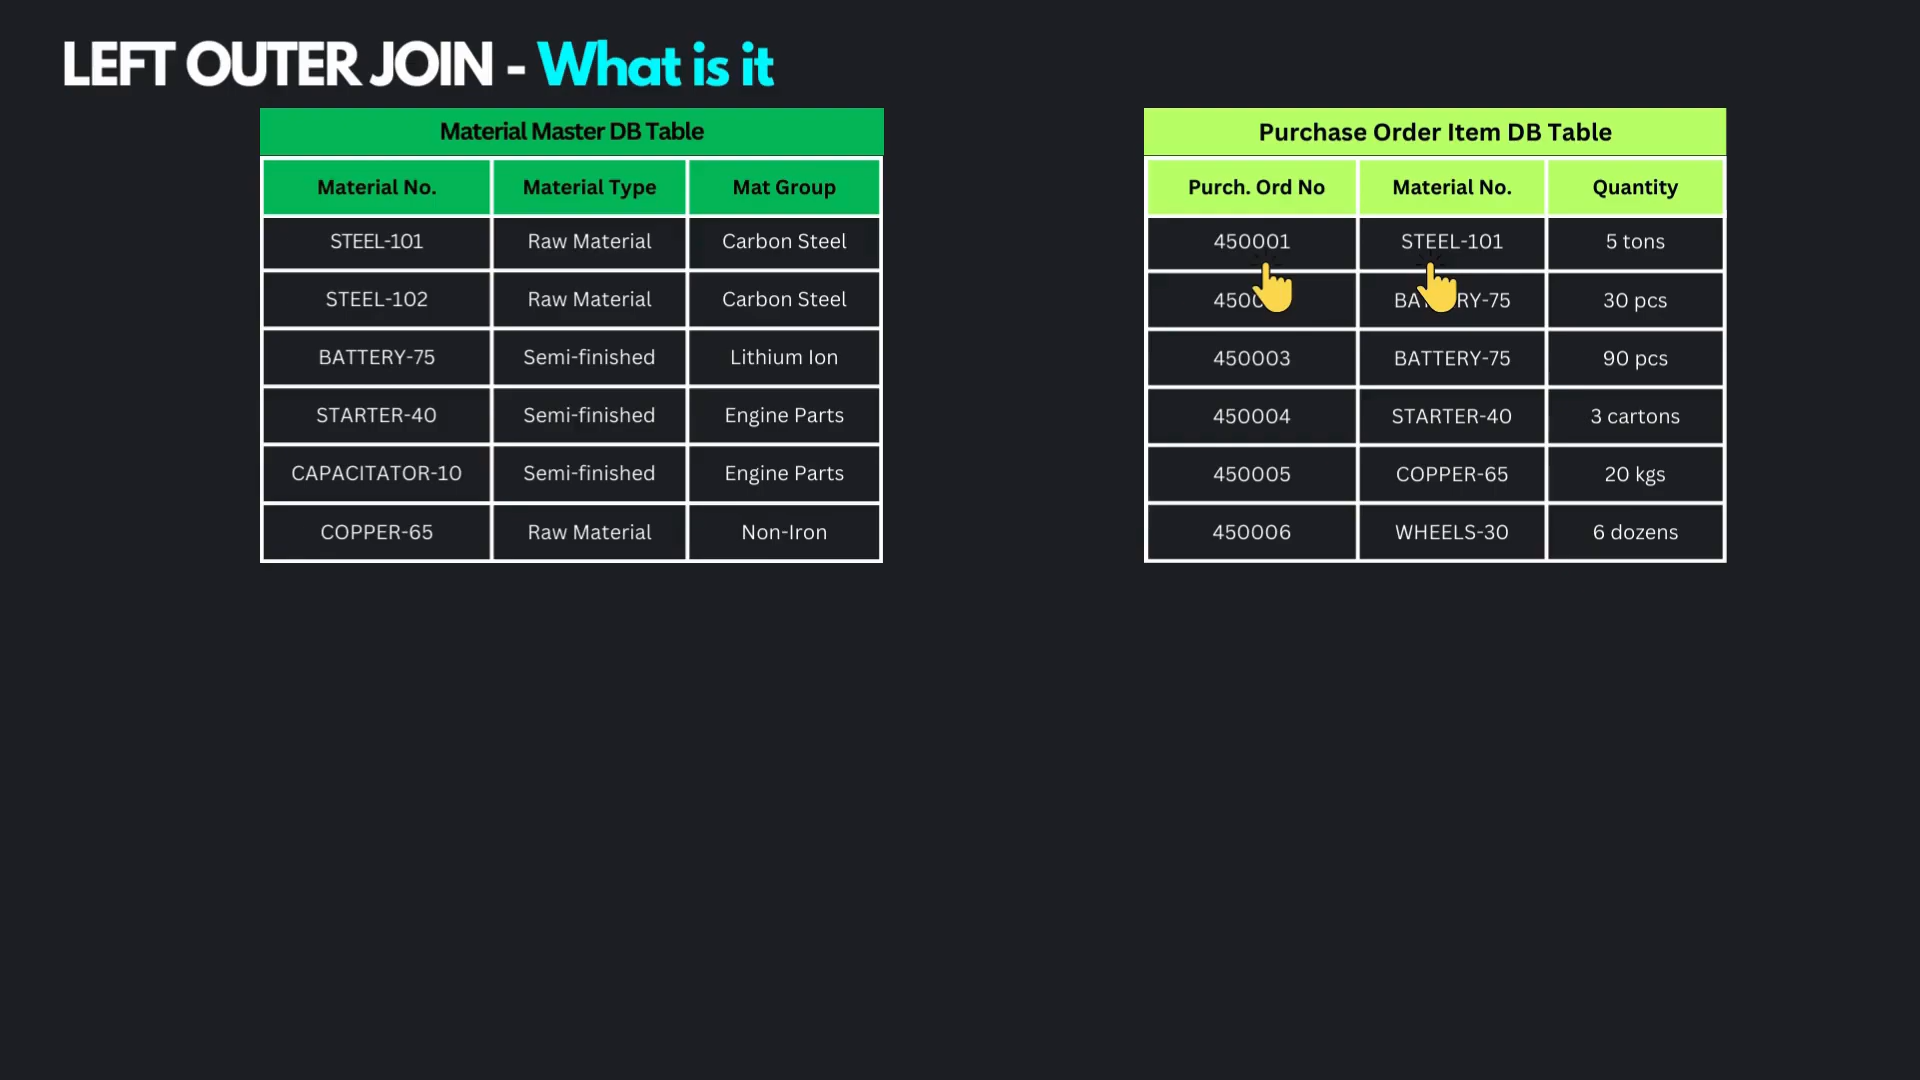 LEFT OUTER JOIN - What is it
Material Master DB Table
Material No. Material Type Mat Group
STEEL-101 Raw Material Carbon Steel
STEEL-102 Raw Material Carbon Steel
BATTERY-75 Semi-finished Lithium Ion
STARTER-40 Semi-finished Engine Parts
CAPACITATOR-10 Semi-finished Engine Parts
COPPER-65 Raw Material Non-Iron
Purchase Order Item DB Table
Purch. Ord No Material No. Quantity
450001 STEEL-101 5 tons
30 pcs
450003 BATTERY-75 90 pcs
450004 STARTER-40 3 cartons
450005 COPPER-65 20 kgs
450006 WHEELS-30 6 dozens